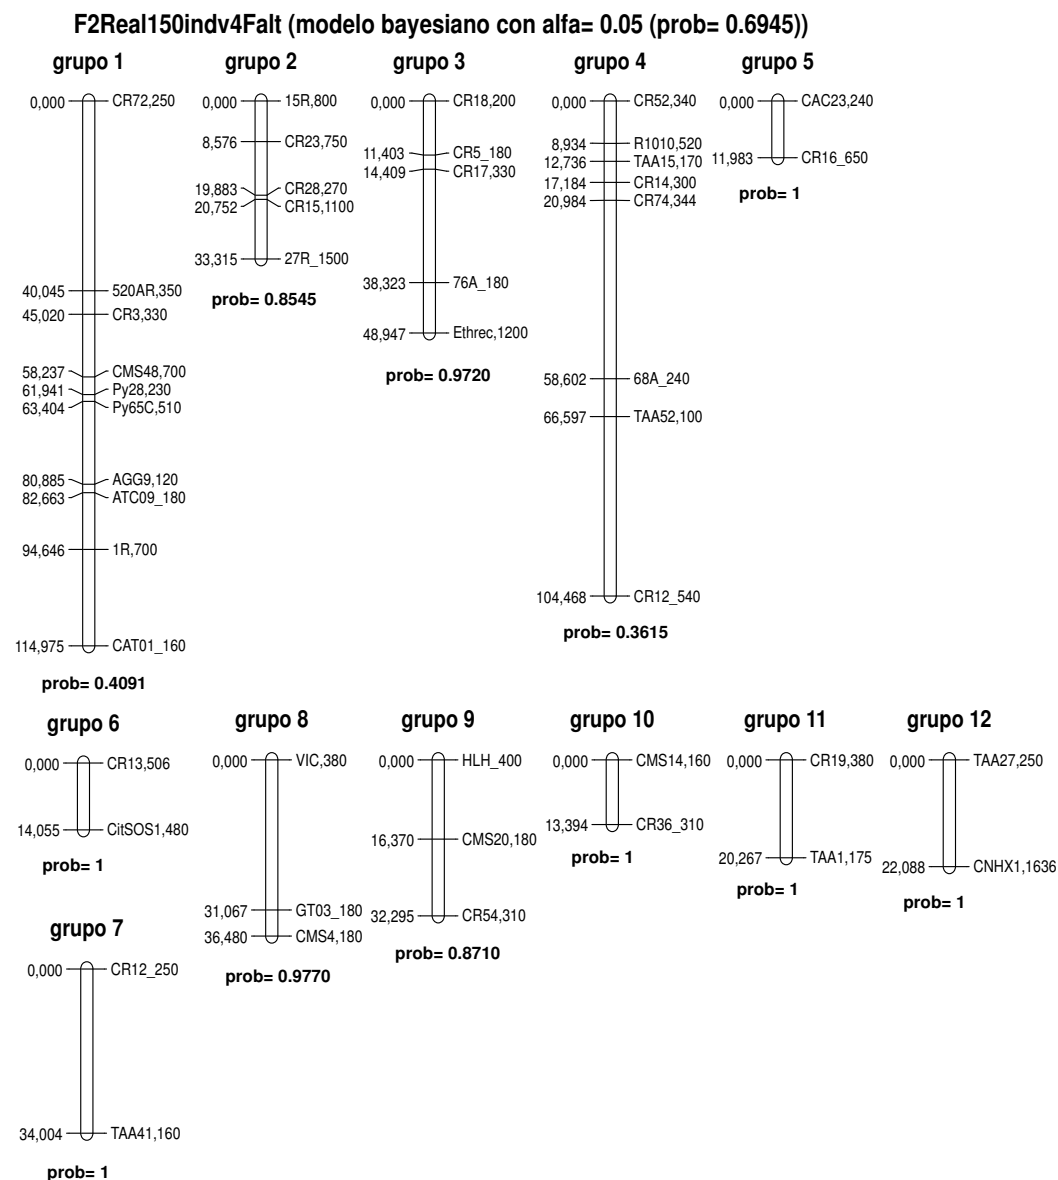 F2Real150indv4Falt (modelo bayesiano con alfa= 0.05 (prob= 0.6945))
grupo 1
0,000 CR72,250
40,045 520AR,350
45,020 CR3,330
58,237 CMS48,700
61,941 Py28,230
63,404 Py65C,510
80,885 AGG9,120
82,663 ATC09_180
94,646 1R,700
114,975 CAT01_160
prob= 0.4091
grupo 2
0,000 15R,800
8,576 CR23,750
19,883 CR28,270
20,752 CR15,1100
33,315 27R_1500
prob= 0.8545
grupo 3
0,000 CR18,200
11,403 CR5_180
14,409 CR17,330
38,323 76A_180
48,947 Ethrec,1200
prob= 0.9720
grupo 4
0,000 CR52,340
8,934 R1010,520
12,736 TAA15,170
17,184 CR14,300
20,984 CR74,344
58,602 68A_240
66,597 TAA52,100
104,468 CR12_540
prob= 0.3615
grupo 5
0,000 CAC23,240
11,983 CR16_650
prob= 1
grupo 6
0,000 CR13,506
14,055 CitSOS1,480
prob= 1
grupo 7
0,000 CR12_250
34,004 TAA41,160
prob= 1
grupo 8
0,000 VIC,380
31,067 GT03_180
36,480 CMS4,180
prob= 0.9770
grupo 9
0,000 HLH_400
16,370 CMS20,180
32,295 CR54,310
prob= 0.8710
grupo 10
0,000 CMS14,160
13,394 CR36_310
prob= 1
grupo 11
0,000 CR19,380
20,267 TAA1,175
prob= 1
grupo 12
0,000 TAA27,250
22,088 CNHX1,1636
prob= 1